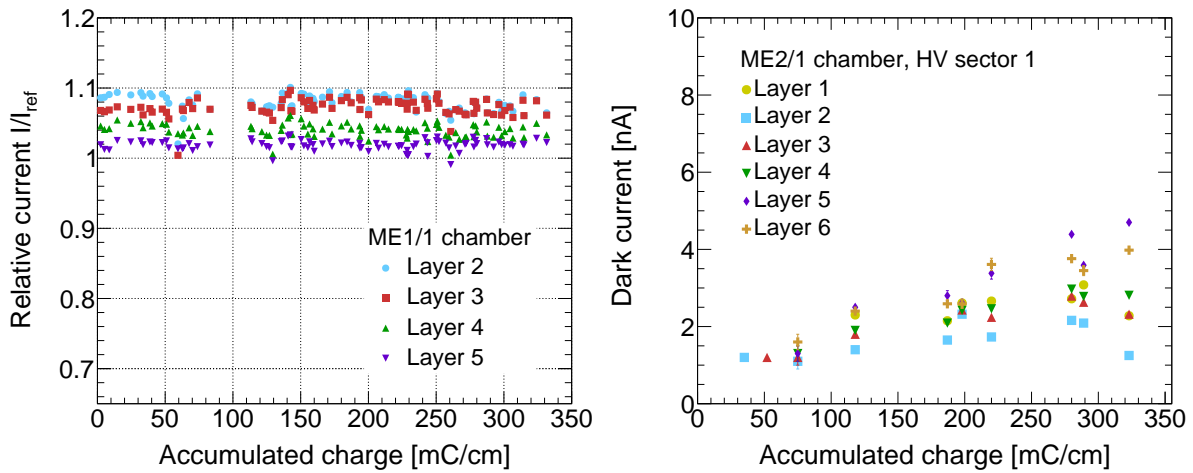 1.2
1.1
1
0.9
0.8
0.7
Relative current I/I_ref
ME1/1 chamber
Layer 2
Layer 3
Layer 4
Layer 5
0 50 100 150 200 250 300 350
Accumulated charge [mC/cm]
10
8
6
4
2
0
Dark current [nA]
ME2/1 chamber, HV sector 1
Layer 1
Layer 2
Layer 3
Layer 4
Layer 5
Layer 6
0 50 100 150 200 250 300 350
Accumulated charge [mC/cm]